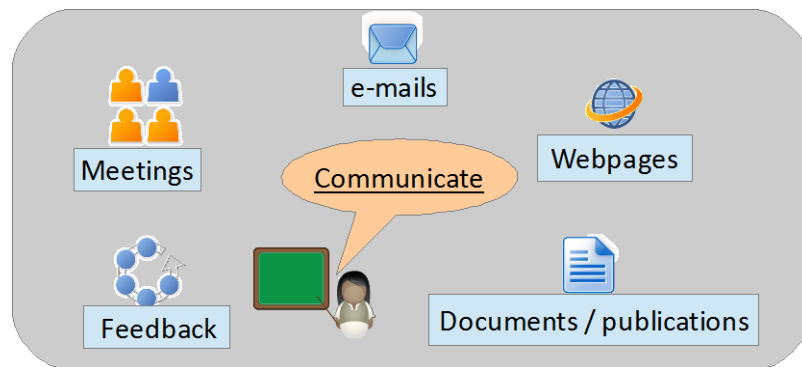 e-mails
Meetings
Webpages
Communicate
Feedback
Documents / publications